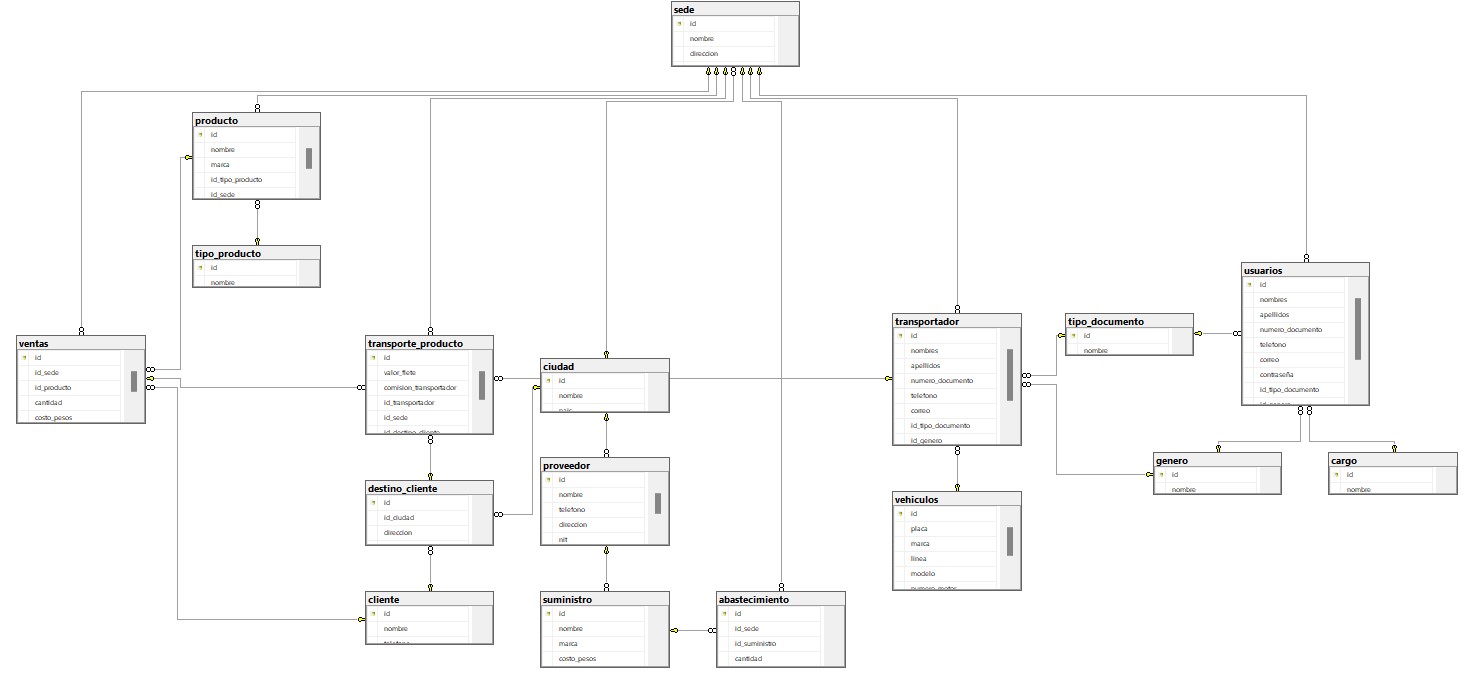 sede
id
nombre
direccion
producto
id
nombre
marca
id_tipo_producto
id_sede
tipo_producto
id
nombre
usuarios
id
nombres
apellidos
numero_documento
telefono
correo
contraseña
id_tipo_documento
transportador
id
nombres
apellidos
numero_documento
telefono
correo
id_tipo_documento
id_genero
tipo_documento
id
nombre
ventas
id
id_sede
id_producto
cantidad
costo_pesos
transporte_producto
id
valor_flete
comision_transportador
id_transportador
id_sede
id_destino_cliente
ciudad
id
nombre
pais
genero
id
nombre
cargo
id
nombre
proveedor
id
nombre
telefono
direccion
nit
destino_cliente
id
id_ciudad
direccion
vehiculos
id
placa
marca
linea
modelo
numero_motor
cliente
id
nombre
telefono
suministro
id
nombre
marca
costo_pesos
abastecimiento
id
id_sede
id_suministro
cantidad